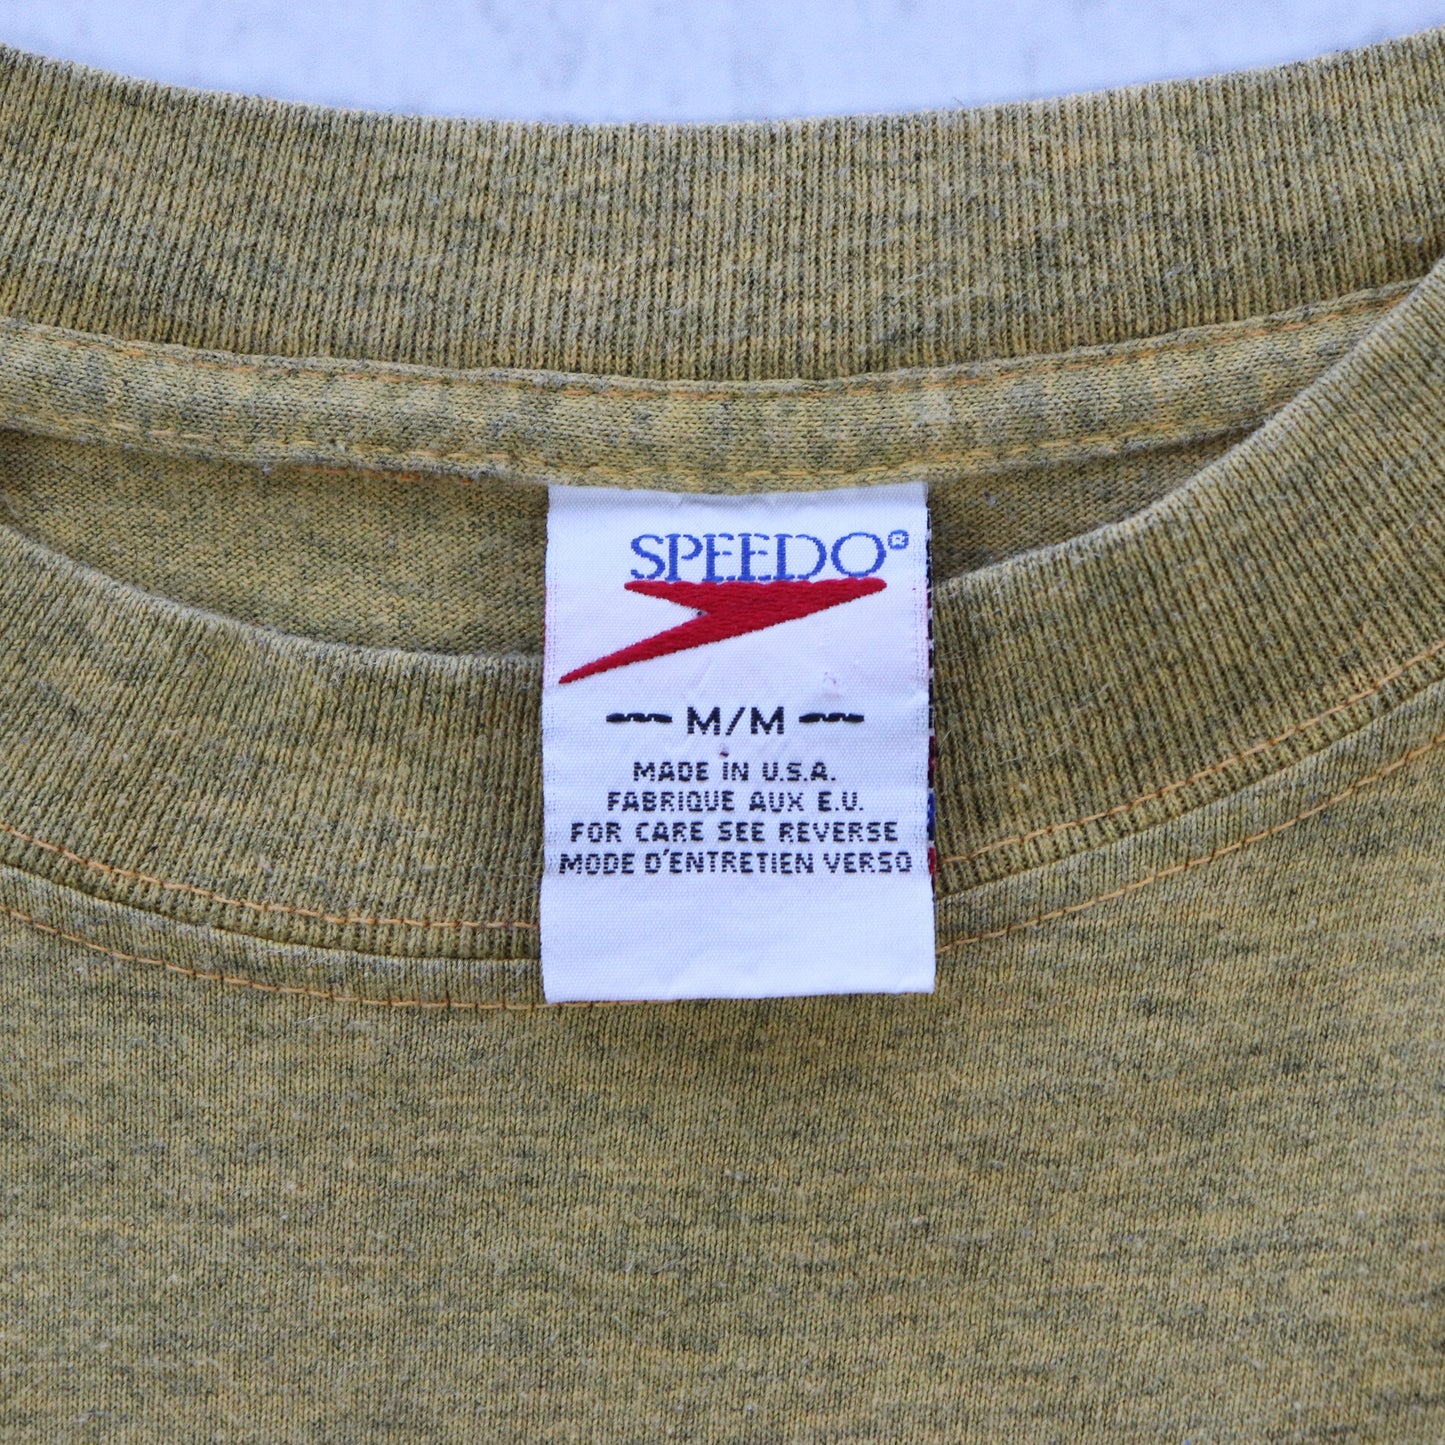 SPEEDO®
M/M
MADE IN U.S.A.
FABRIQUE AUX E.U.
FOR CARE SEE REVERSE
MODE D'ENTRETIEN VERSO